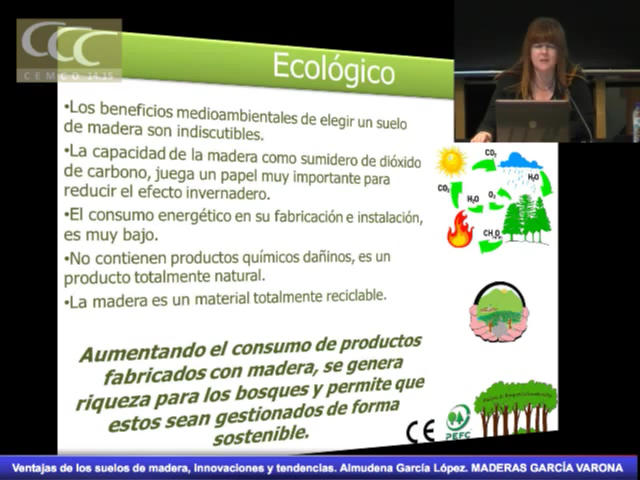 CCC
CEMCO 14.15
Ecológico
•Los beneficios medioambientales de elegir un suelo
de madera son indiscutibles.
•La capacidad de la madera como sumidero de dióxido
de carbono, juega un papel muy importante para
reducir el efecto invernadero.
•El consumo energético en su fabricación e instalación,
es muy bajo.
•No contienen productos químicos dañinos, es un
producto totalmente natural.
•La madera es un material totalmente reciclable.
CO₂
H₂O
CO₂
H₂O
O₂
Aumentando el consumo de productos
fabricados con madera, se genera
riqueza para los bosques y permite que
estos sean gestionados de forma
sostenible.
CE
PEFC
Ventajas de los suelos de madera, innovaciones y tendencias. Almudena García López. MADERAS GARCÍA VARONA